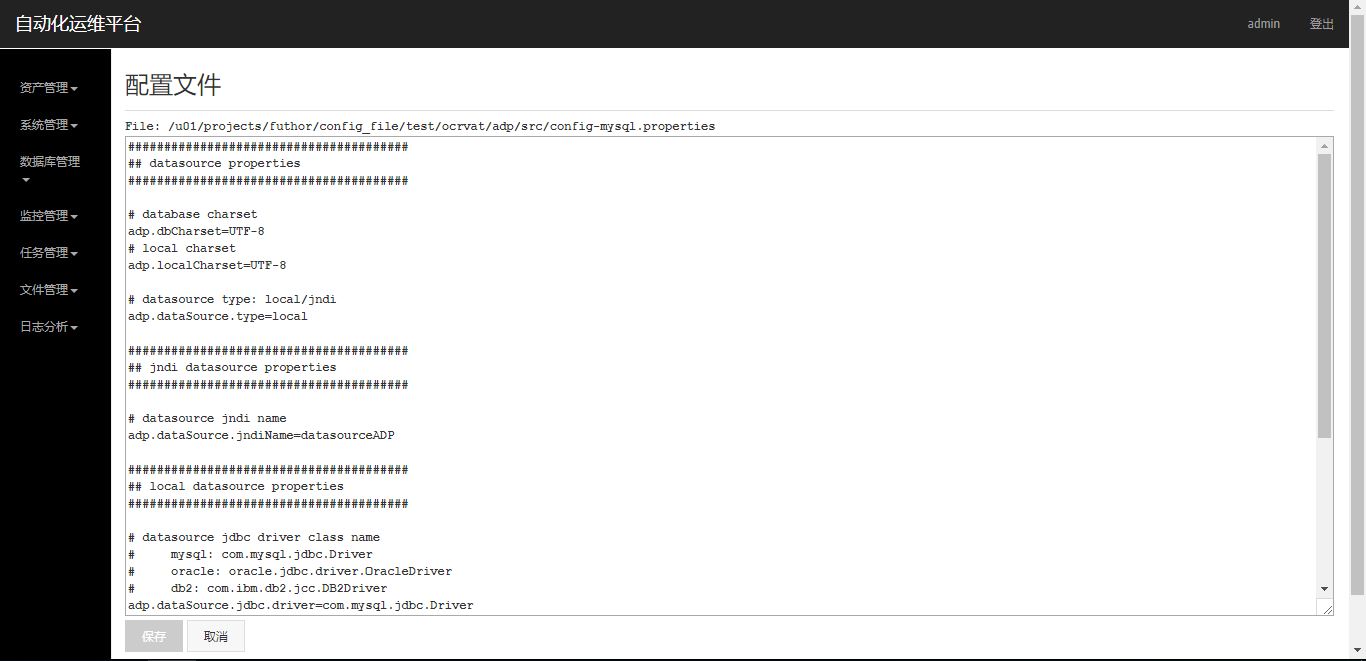 自动化运维平台
admin
登出
资产管理
系统管理
数据库管理
监控管理
任务管理
文件管理
日志分析
配置文件
File: /u01/projects/futhor/config_file/test/ocrvat/adp/src/config-mysql.properties
#######################################
## datasource properties
#######################################
# database charset
adp.dbCharset=UTF-8
# local charset
adp.localCharset=UTF-8
# datasource type: local/jndi
adp.dataSource.type=local
#######################################
## jndi datasource properties
#######################################
# datasource jndi name
adp.dataSource.jndiName=datasourceADP
#######################################
## local datasource properties
#######################################
# datasource jdbc driver class name
#     mysql: com.mysql.jdbc.Driver
#     oracle: oracle.jdbc.driver.OracleDriver
#     db2: com.ibm.db2.jcc.DB2Driver
adp.dataSource.jdbc.driver=com.mysql.jdbc.Driver
保存
取消